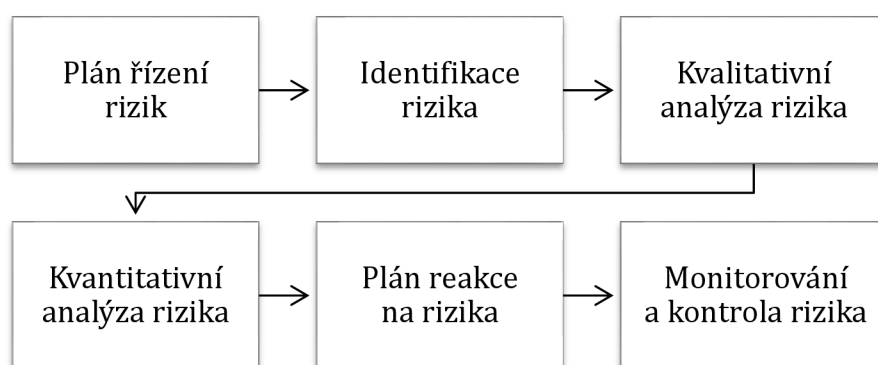 Plán řízení
rizik
Identifikace
rizika
Kvalitativní
analýza rizika
Kvantitativní
analýza rizika
Plán reakce
na rizika
Monitorování
a kontrola rizika